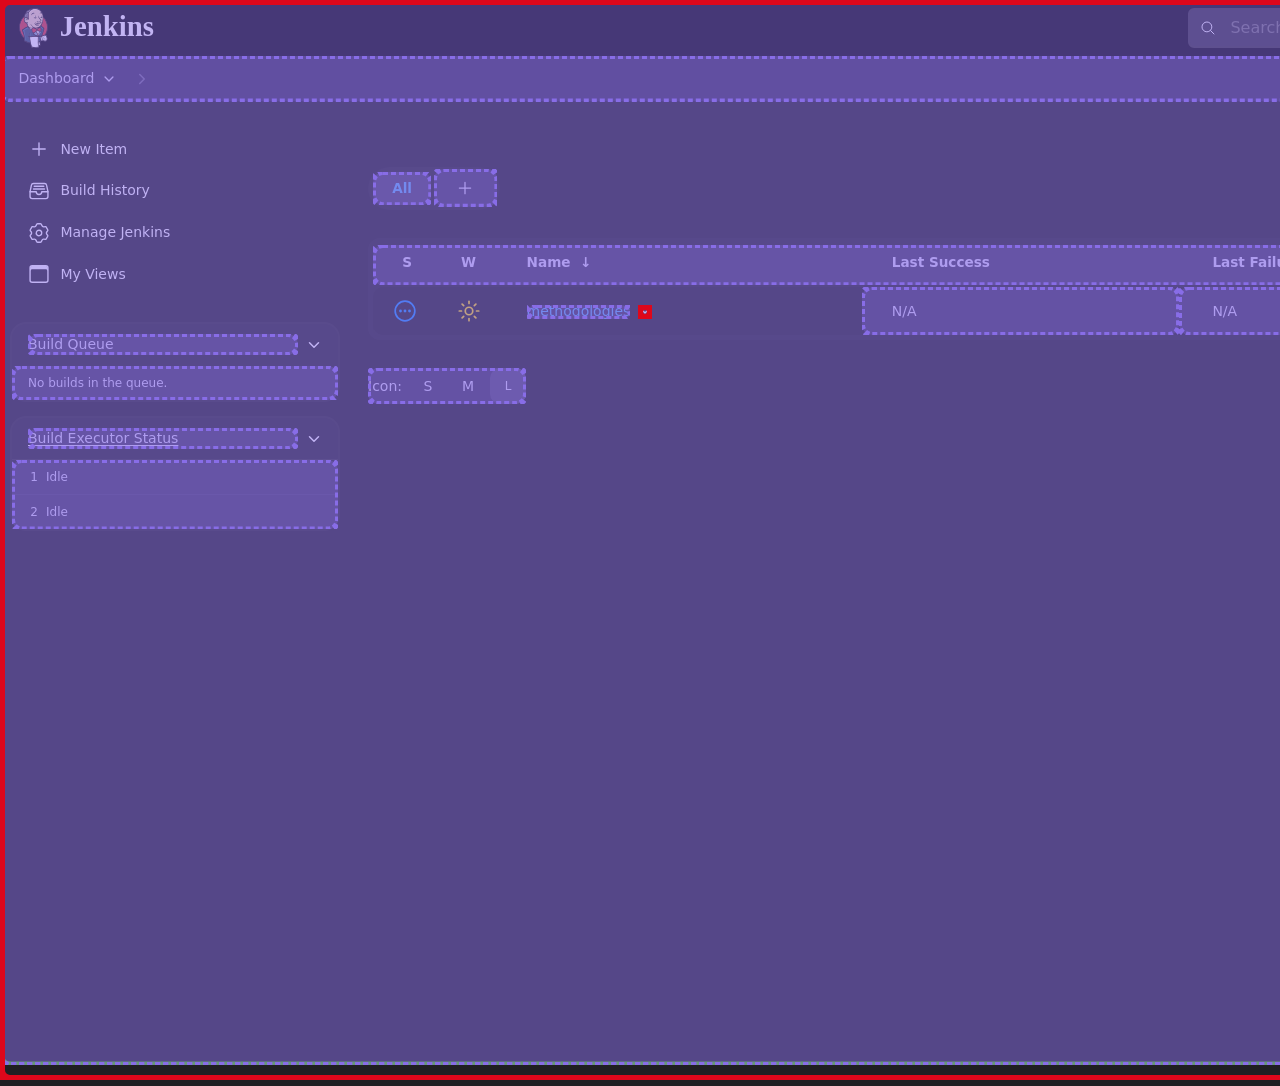 Jenkins
Search
Dashboard
New Item
Build History
Manage Jenkins
My Views
All
S W Name ↓ Last Success Last Failu
methodologies N/A N/A
Build Queue
No builds in the queue.
Icon: S M L
Build Executor Status
1 Idle
2 Idle